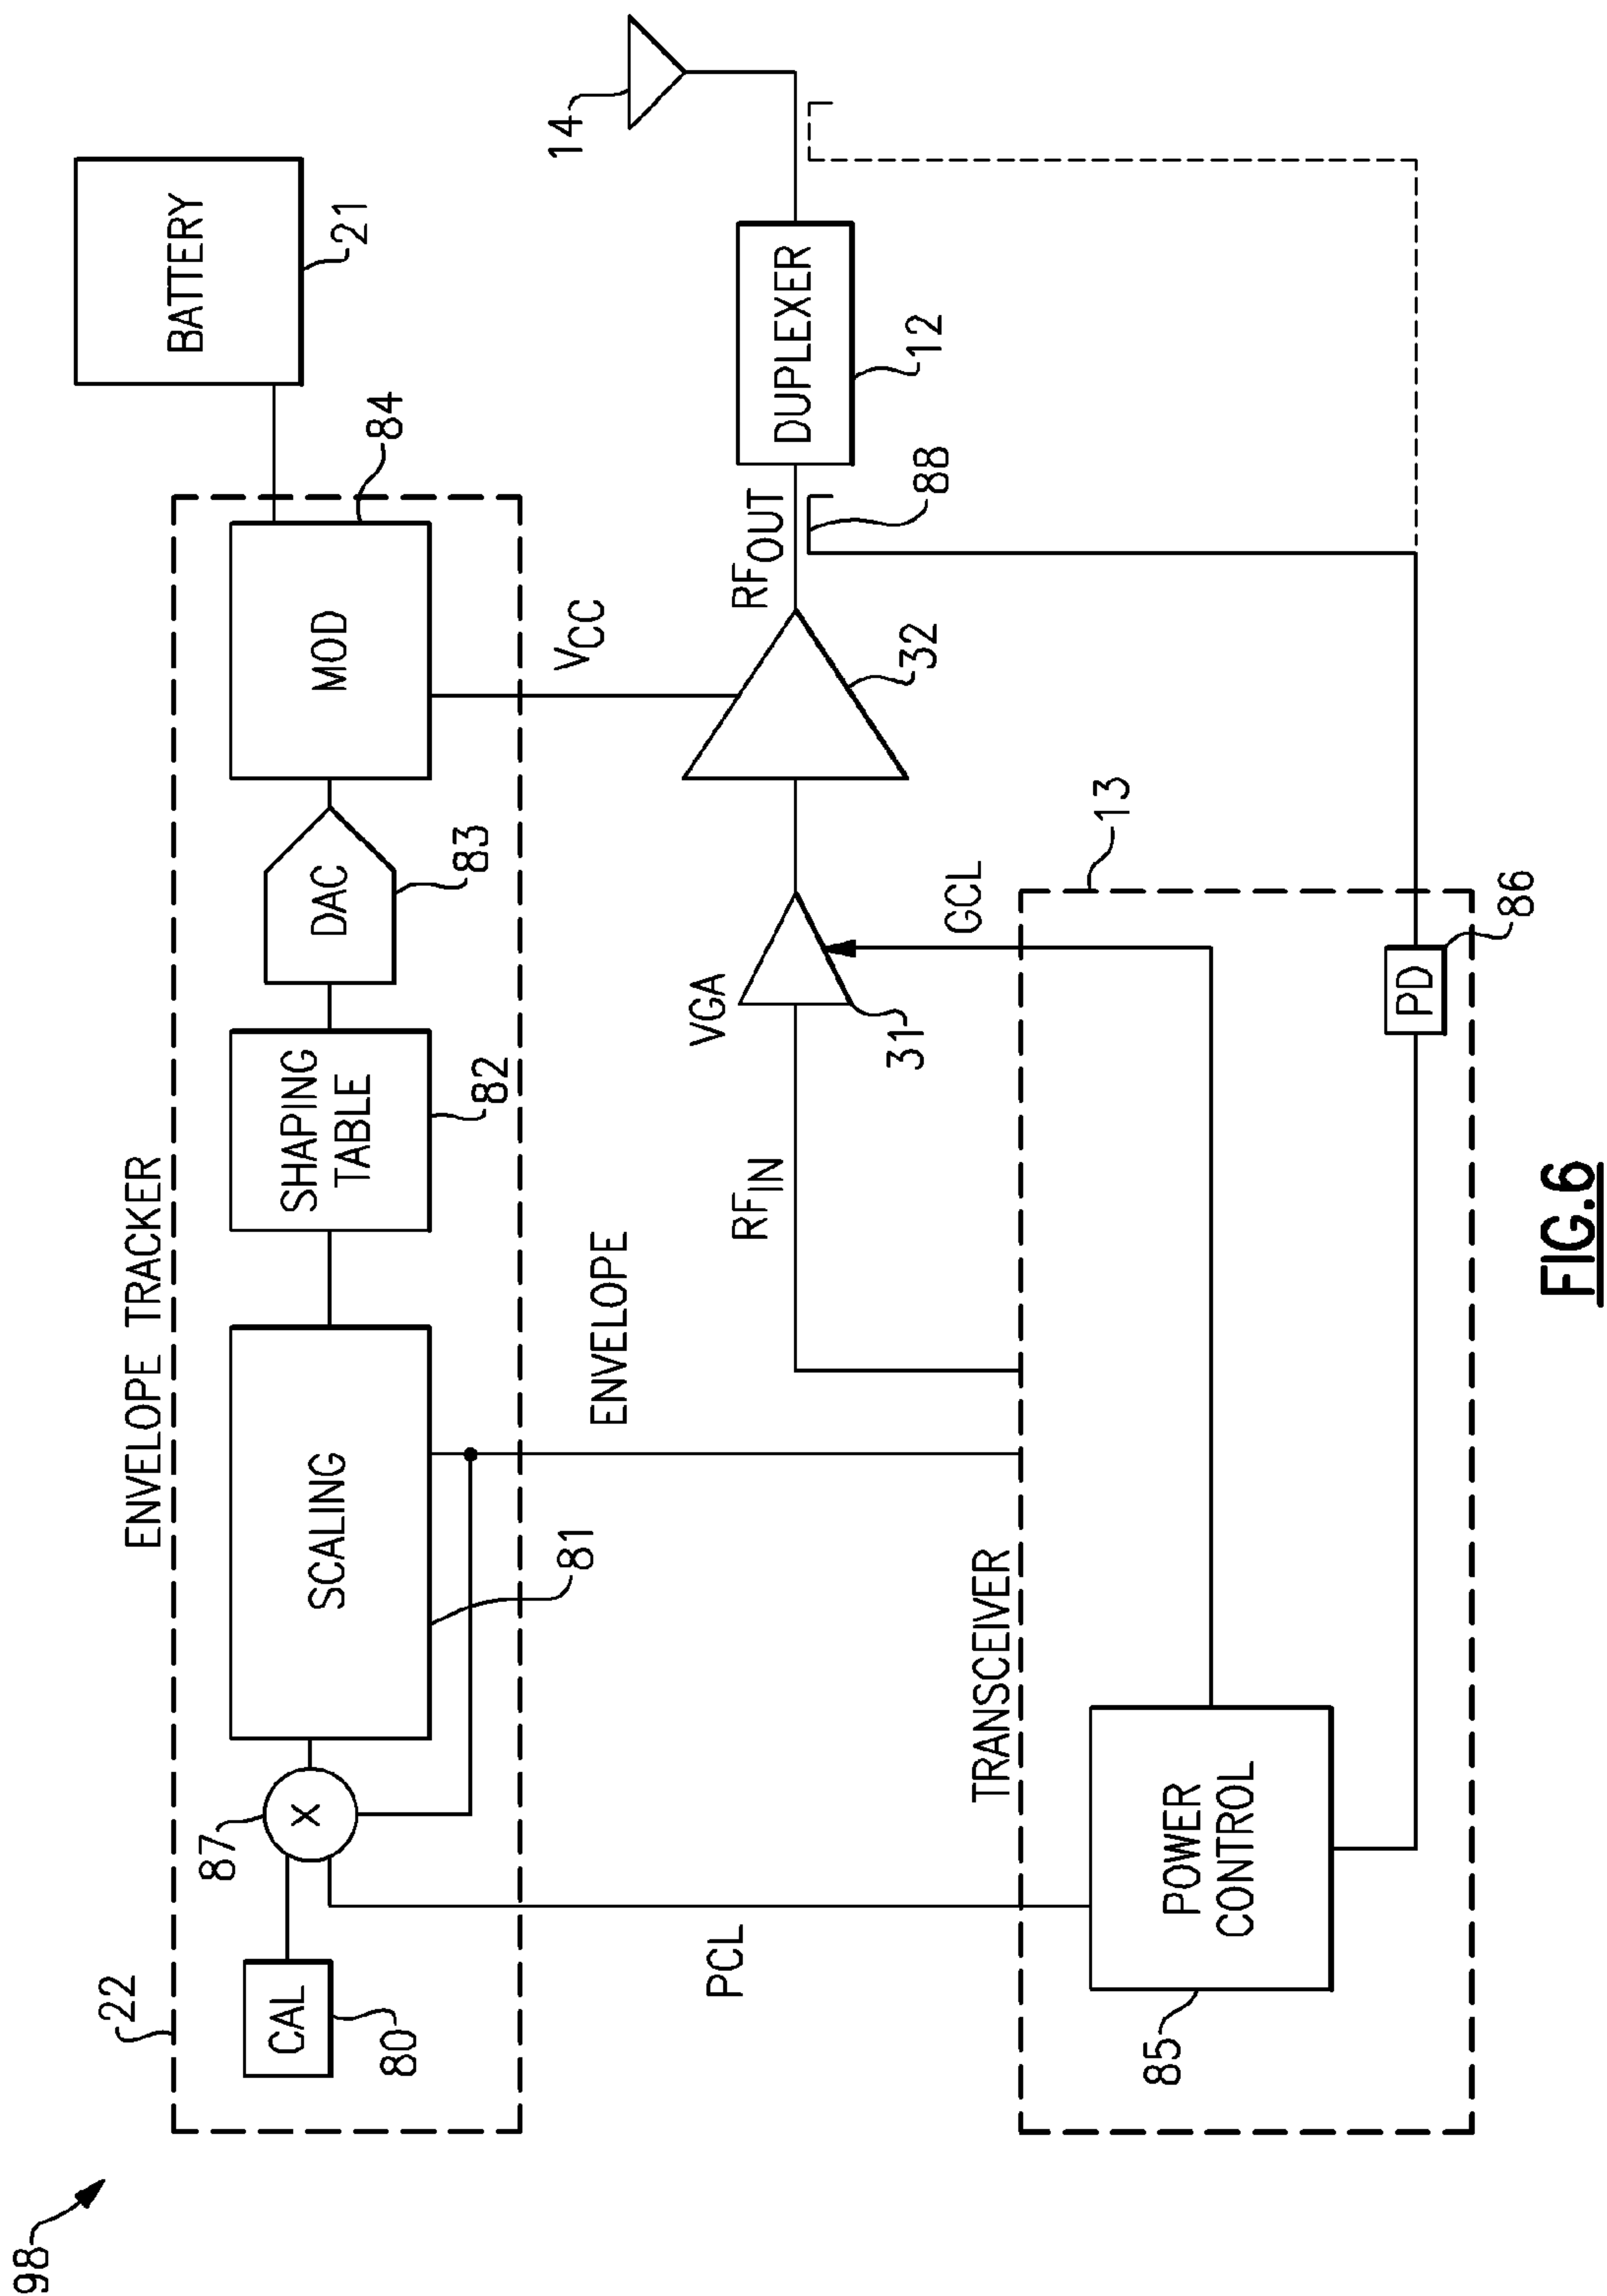 98
22
ENVELOPE TRACKER
CAL
80
87
X
SCALING
81
SHAPING
TABLE
82
DAC
83
MOD
84
BATTERY
21
PCL
ENVELOPE
VCC
RFIN
VGA
31
32
RFOUT
88
DUPLEXER
12
14
GCL
TRANSCEIVER
13
POWER
CONTROL
85
PD
86
FIG.6